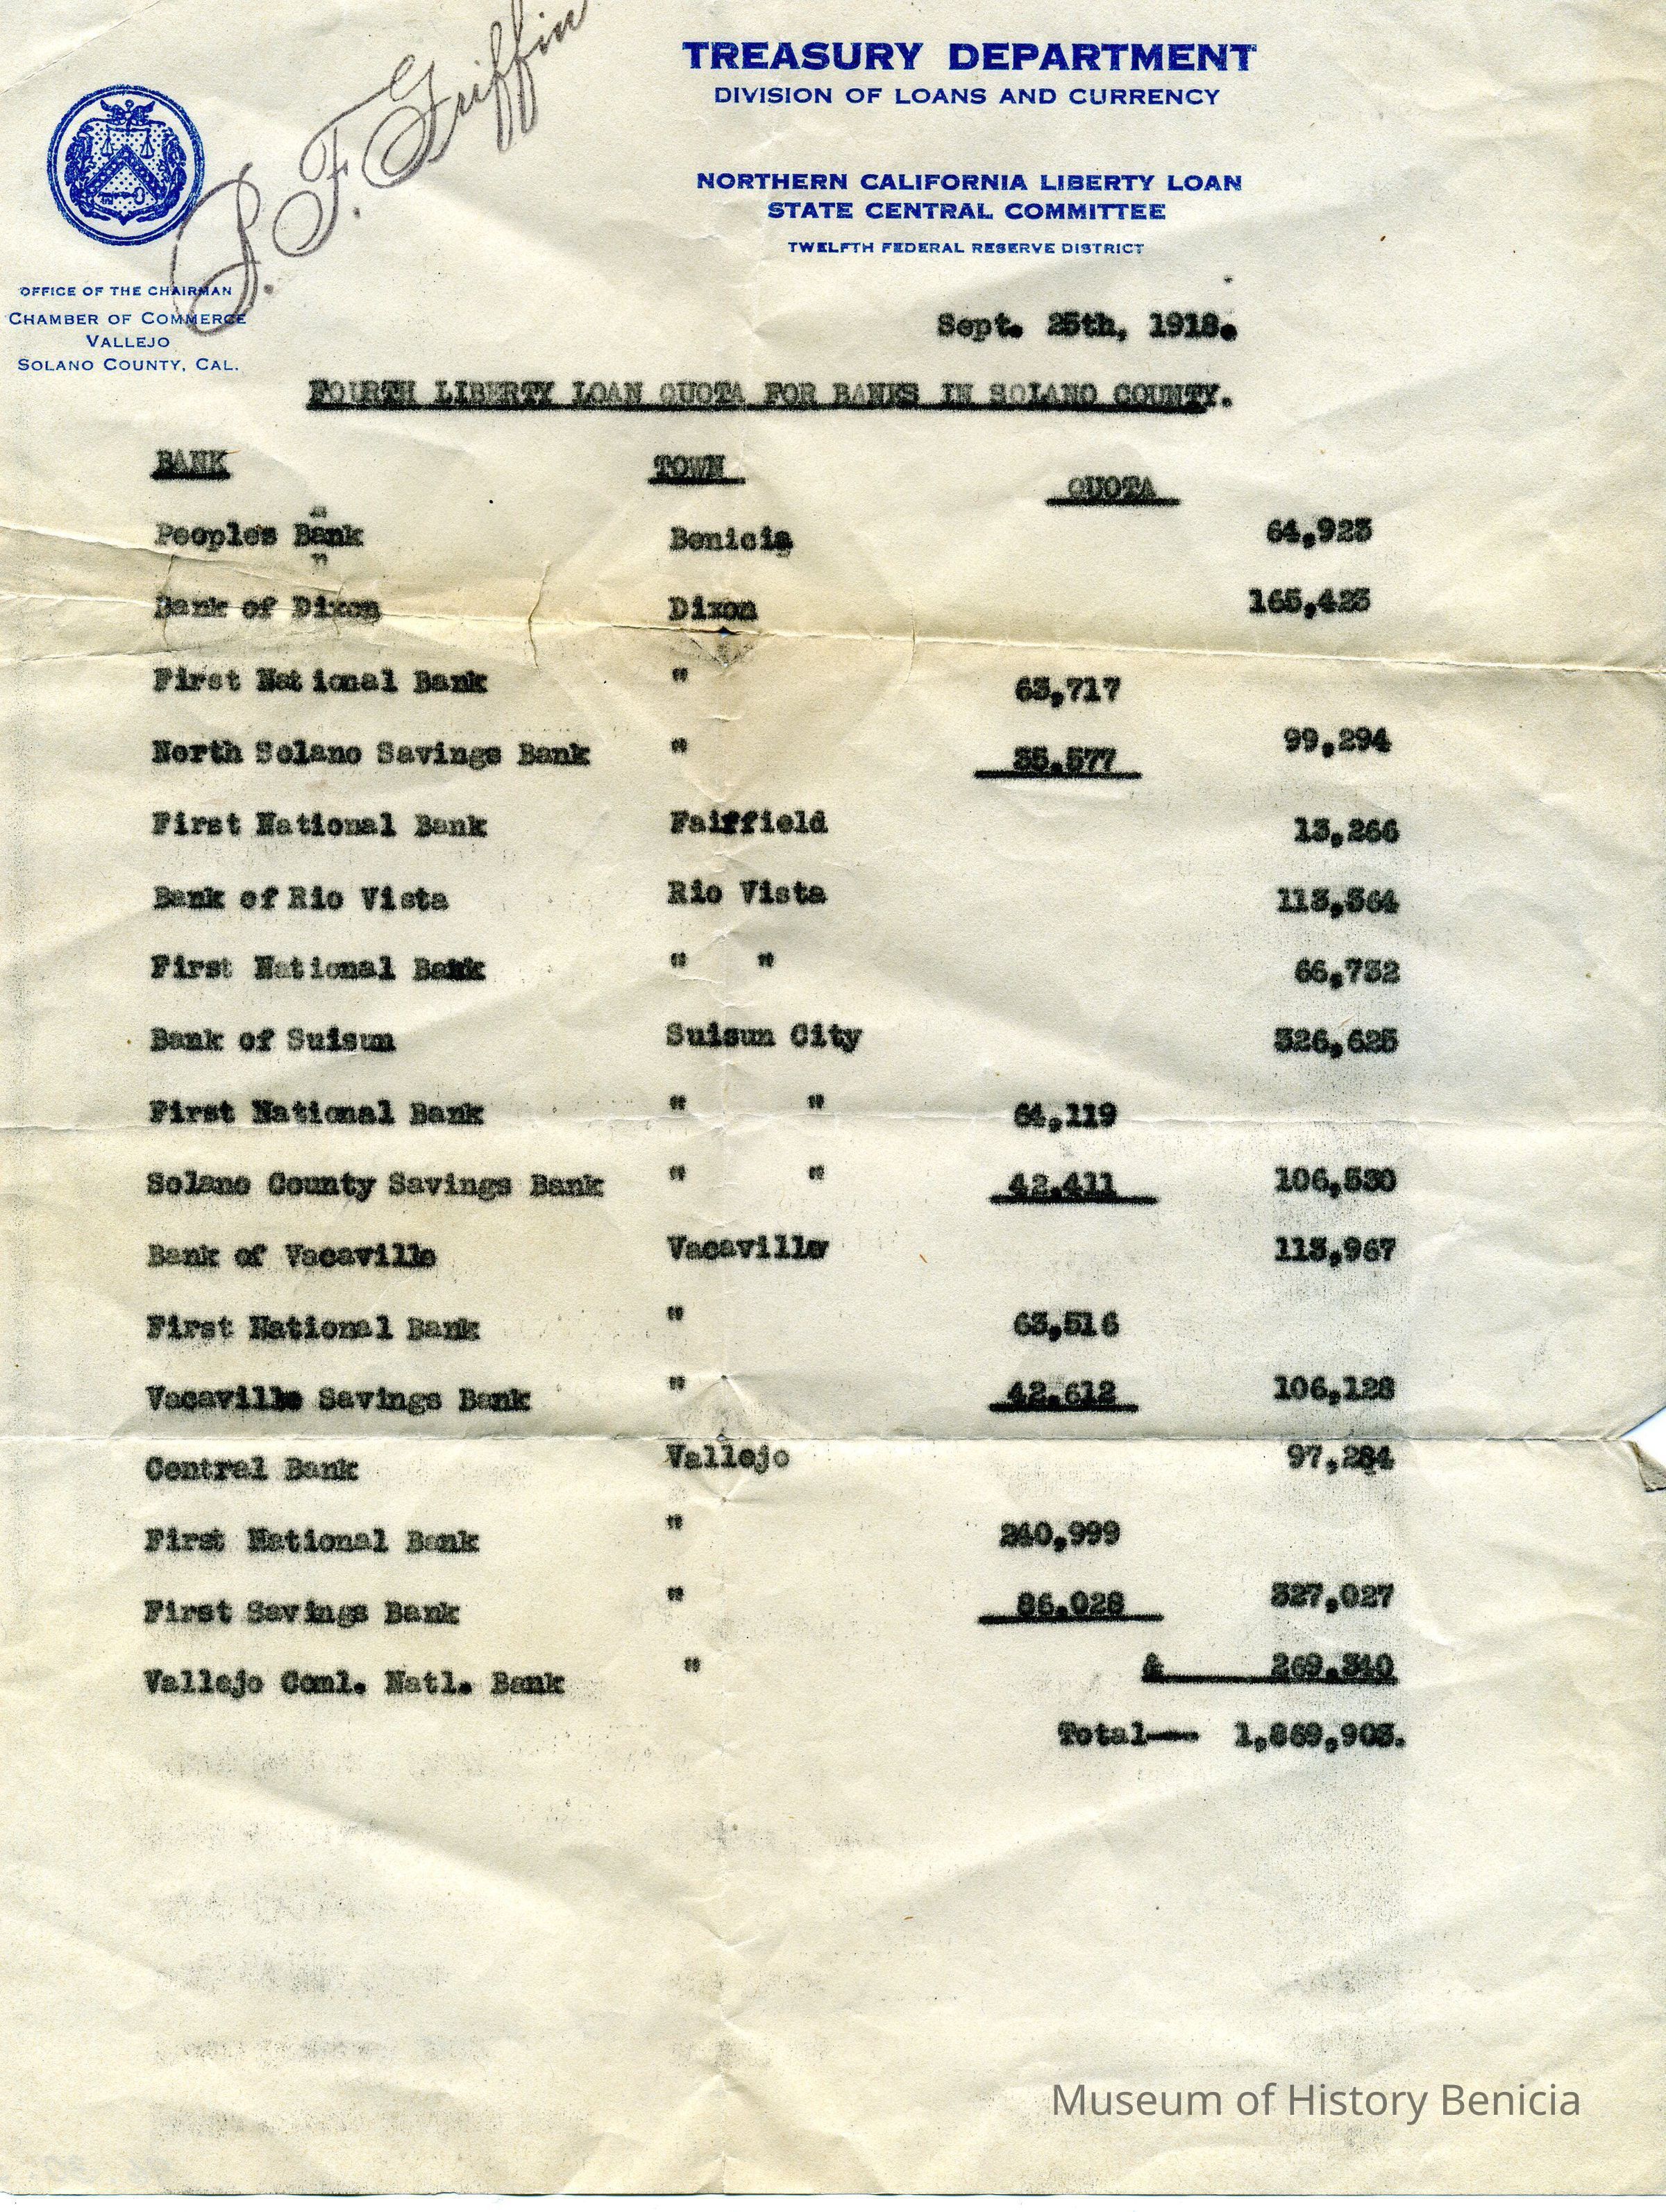 S. F. Griffin
TREASURY DEPARTMENT
DIVISION OF LOANS AND CURRENCY
NORTHERN CALIFORNIA LIBERTY LOAN
STATE CENTRAL COMMITTEE
TWELFTH FEDERAL RESERVE DISTRICT
OFFICE OF THE CHAIRMAN
CHAMBER OF COMMERCE
VALLEJO
SOLANO COUNTY, CAL.
Sept. 25th, 1918.
FOURTH LIBERTY LOAN QUOTA FOR BANKS IN SOLANO COUNTY.
BANK TOWN QUOTA
Peoples Bank Benicia 64,923
Bank of Dixon Dixon 165,423
First National Bank " 63,717
North Solano Savings Bank " 35,577 99,294
First National Bank Fairfield 13,266
Bank of Rio Vista Rio Vista 113,364
First National Bank " " 66,732
Bank of Suisun Suisun City 326,625
First National Bank " " 64,119
Solano County Savings Bank " " 42,411 106,530
Bank of Vacaville Vacaville 113,967
First National Bank " 63,516
Vacaville Savings Bank " 42,612 106,128
Central Bank Vallejo 97,284
First National Bank " 240,999
First Savings Bank " 86,028 327,027
Vallejo Coml. Natl. Bank " & 269,340
Total--- 1,869,903.
Museum of History Benicia